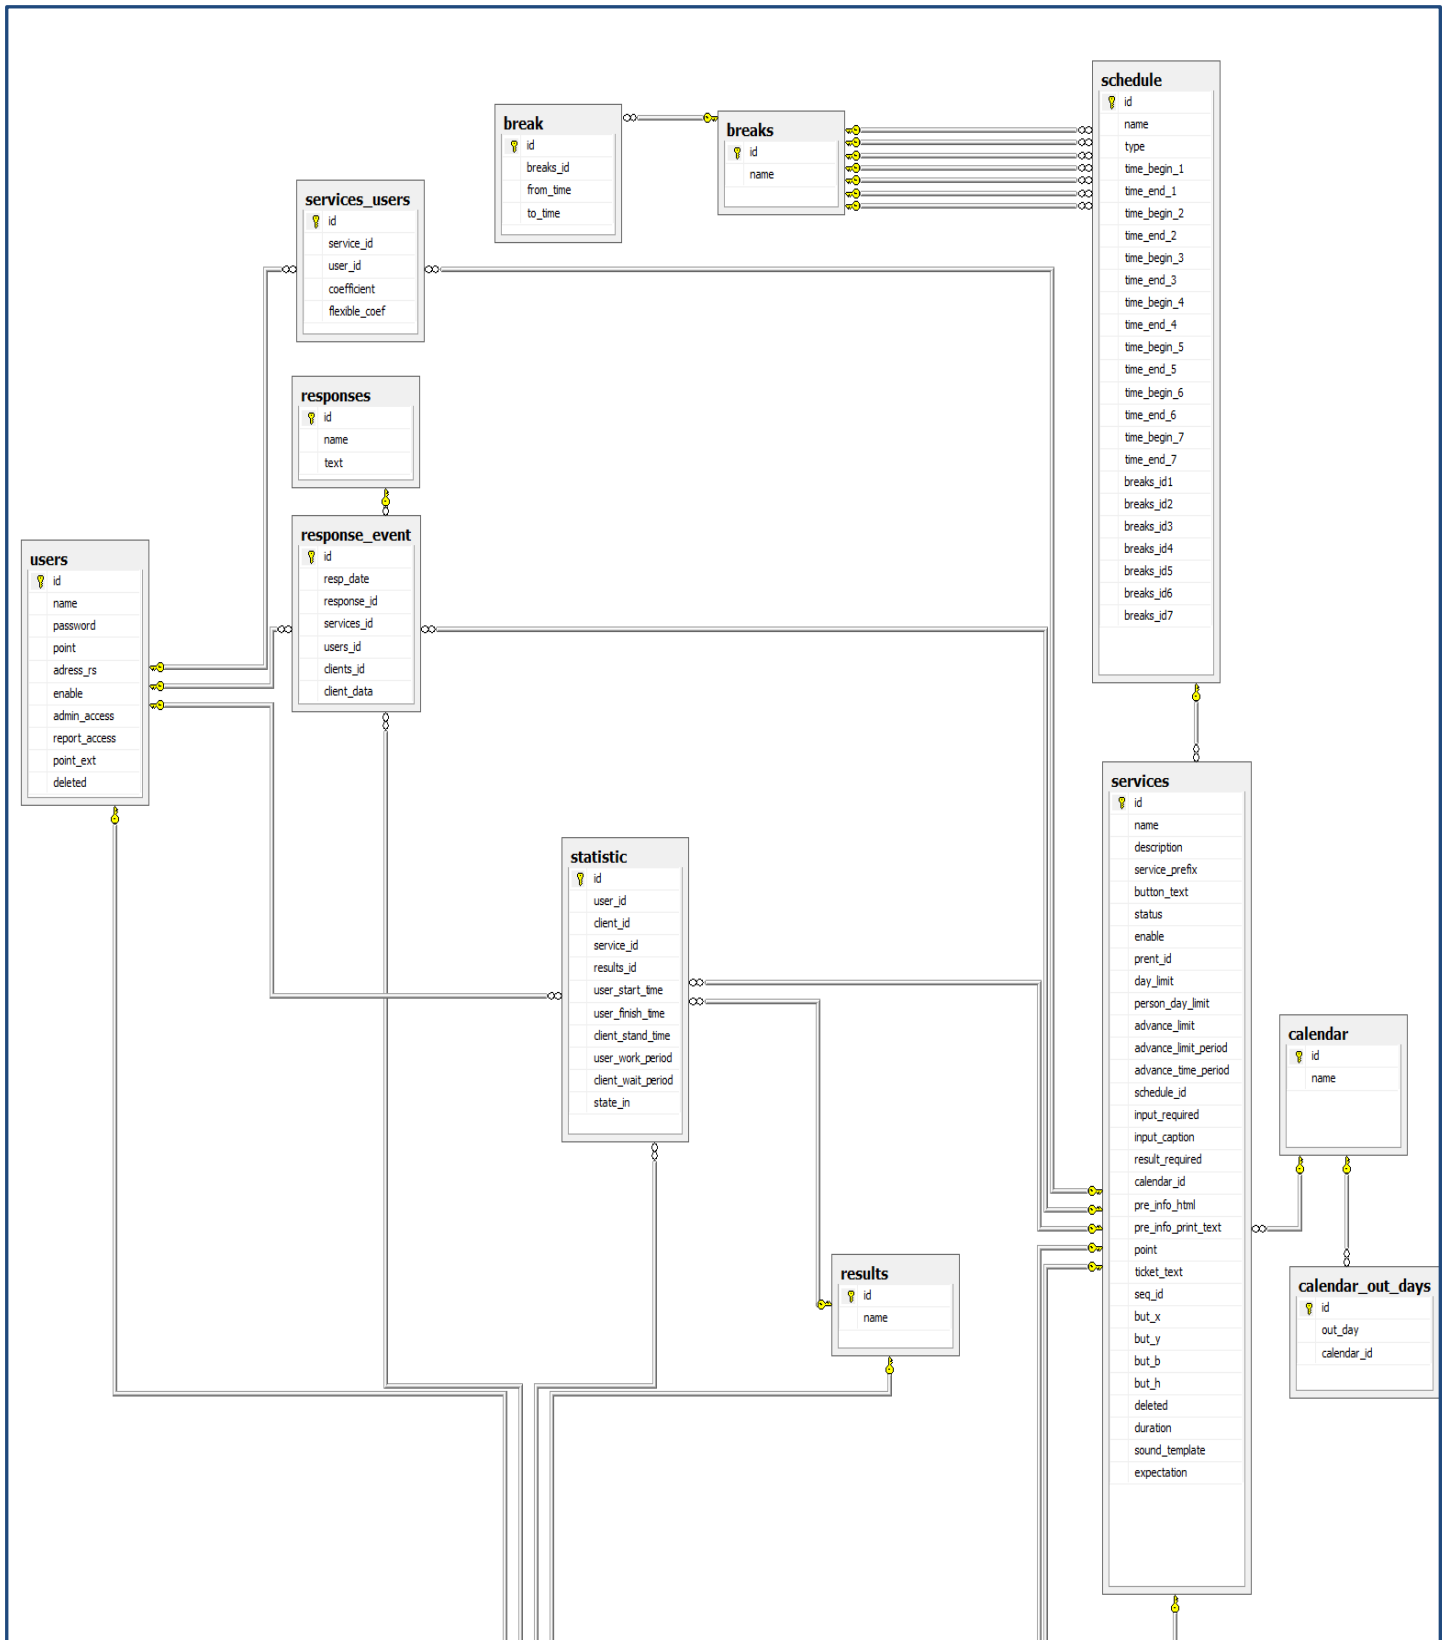 schedule
id
name
type
time_begin_1
time_end_1
time_begin_2
time_end_2
time_begin_3
time_end_3
time_begin_4
time_end_4
time_begin_5
time_end_5
time_begin_6
time_end_6
time_begin_7
time_end_7
breaks_id1
breaks_id2
breaks_id3
breaks_id4
breaks_id5
breaks_id6
breaks_id7
break
id
breaks_id
from_time
to_time
breaks
id
name
services_users
id
service_id
user_id
coefficient
flexible_coef
responses
id
name
text
response_event
id
resp_date
response_id
services_id
users_id
clients_id
client_data
users
id
name
password
point
adress_rs
enable
admin_access
report_access
point_ext
deleted
services
id
name
description
service_prefix
button_text
status
enable
prent_id
day_limit
person_day_limit
advance_limit
advance_limit_period
advance_time_period
schedule_id
input_required
input_caption
result_required
calendar_id
pre_info_html
pre_info_print_text
point
ticket_text
seq_id
but_x
but_y
but_b
but_h
deleted
duration
sound_template
expectation
statistic
id
user_id
client_id
service_id
results_id
user_start_time
user_finish_time
client_stand_time
user_work_period
client_wait_period
state_in
calendar
id
name
results
id
name
calendar_out_days
id
out_day
calendar_id